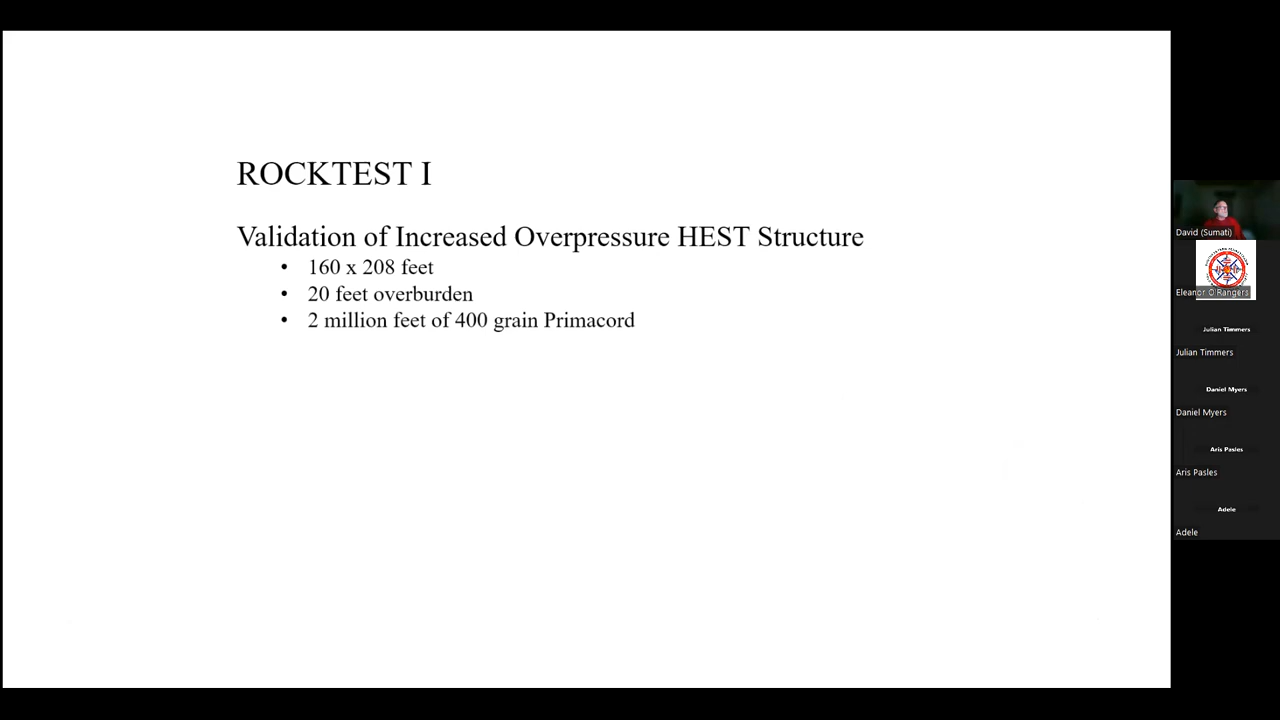 ROCKTEST I
Validation of Increased Overpressure HEST Structure
• 160 x 208 feet
• 20 feet overburden
• 2 million feet of 400 grain Primacord
David (Sumati)
Eleanor O'Rangers
Julian Timmers
Julian Timmers
Daniel Myers
Daniel Myers
Aris Pasles
Aris Pasles
Adele
Adele